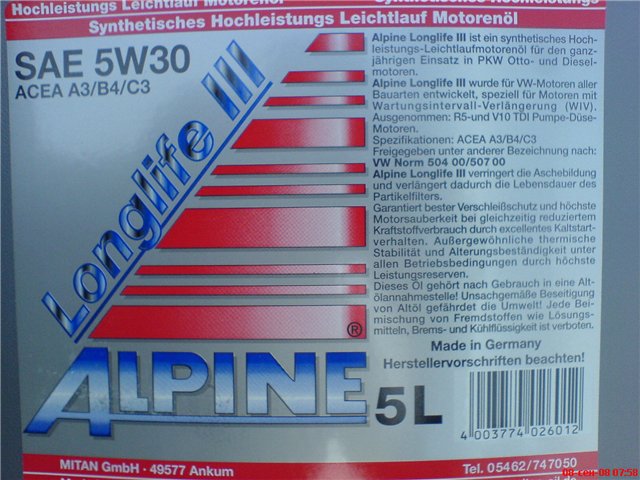 Hochleistungs Leichtlauf Motorenöl
Synthetisches Hochleistungs
Synthetisches Hochleistungs Leichtlauf Motorenöl
SAE 5W30
ACEA A3/B4/C3
Longlife III
Alpine Longlife III ist ein synthetisches Hoch-
leistungs-Leichtlaufmotorenöl für den ganz-
jährigen Einsatz in PKW Otto- und Diesel-
motoren.
Alpine Longlife III wurde für VW-Motoren aller
Bauarten entwickelt, speziell für Motoren mit
Wartungsintervall-Verlängerung (WIV).
Ausgenommen: R5-und V10 TDI Pumpe-Düse-
Motoren.
Spezifikationen: ACEA A3/B4/C3
Freigegeben unter anderer Bezeichnung nach:
VW Norm 504 00/507 00
Alpine Longlife III verringert die Aschebildung
und verlängert dadurch die Lebensdauer des
Partikelfilters.
Garantiert bester Verschleißschutz und höchste
Motorsauberkeit bei gleichzeitig reduziertem
Kraftstoffverbrauch durch excellentes Kaltstart-
verhalten. Außergewöhnliche thermische
Stabilität und Alterungsbeständigkeit unter
allen Betriebsbedingungen durch höchste
Leistungsreserven.
Dieses Öl gehört nach Gebrauch in eine Alt-
ölannahmestelle! Unsachgemäße Beseitigung
von Altöl gefährdet die Umwelt! Jede Bei-
mischung von Fremdstoffen wie Lösungs-
mitteln, Brems- und Kühlflüssigkeit ist verboten.
Made in Germany
Herstellervorschriften beachten!
®
ALPINE
5L
4 003774 026012
MITAN GmbH - 49577 Ankum
Tel. 05462/747050
08-сен-08 07:58